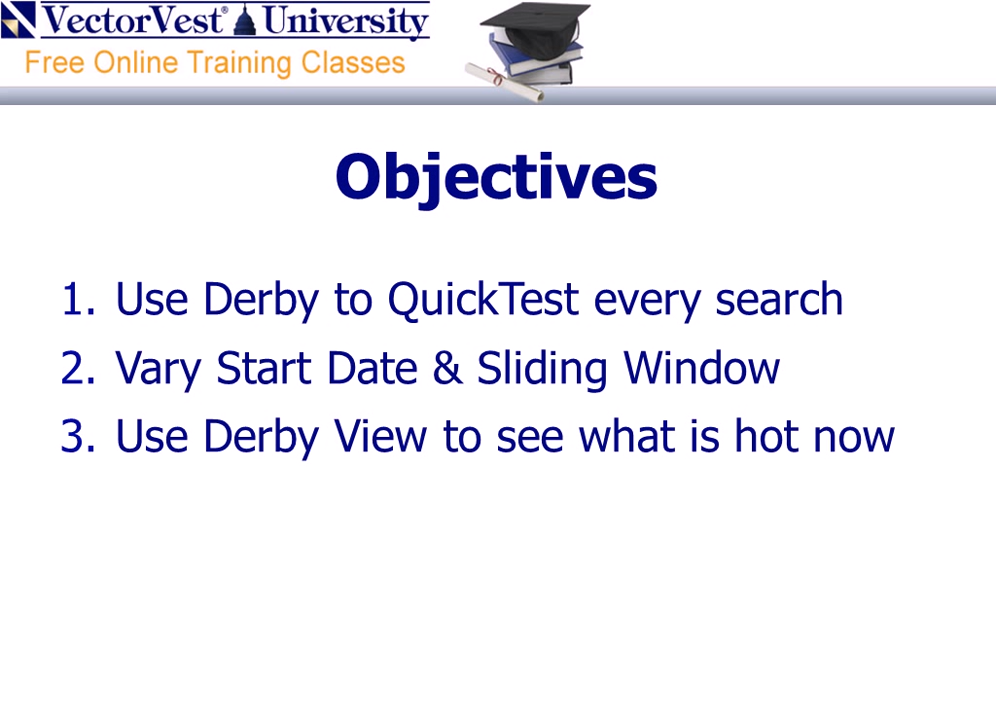 VectorVest® University
Free Online Training Classes
Objectives
1. Use Derby to QuickTest every search
2. Vary Start Date & Sliding Window
3. Use Derby View to see what is hot now